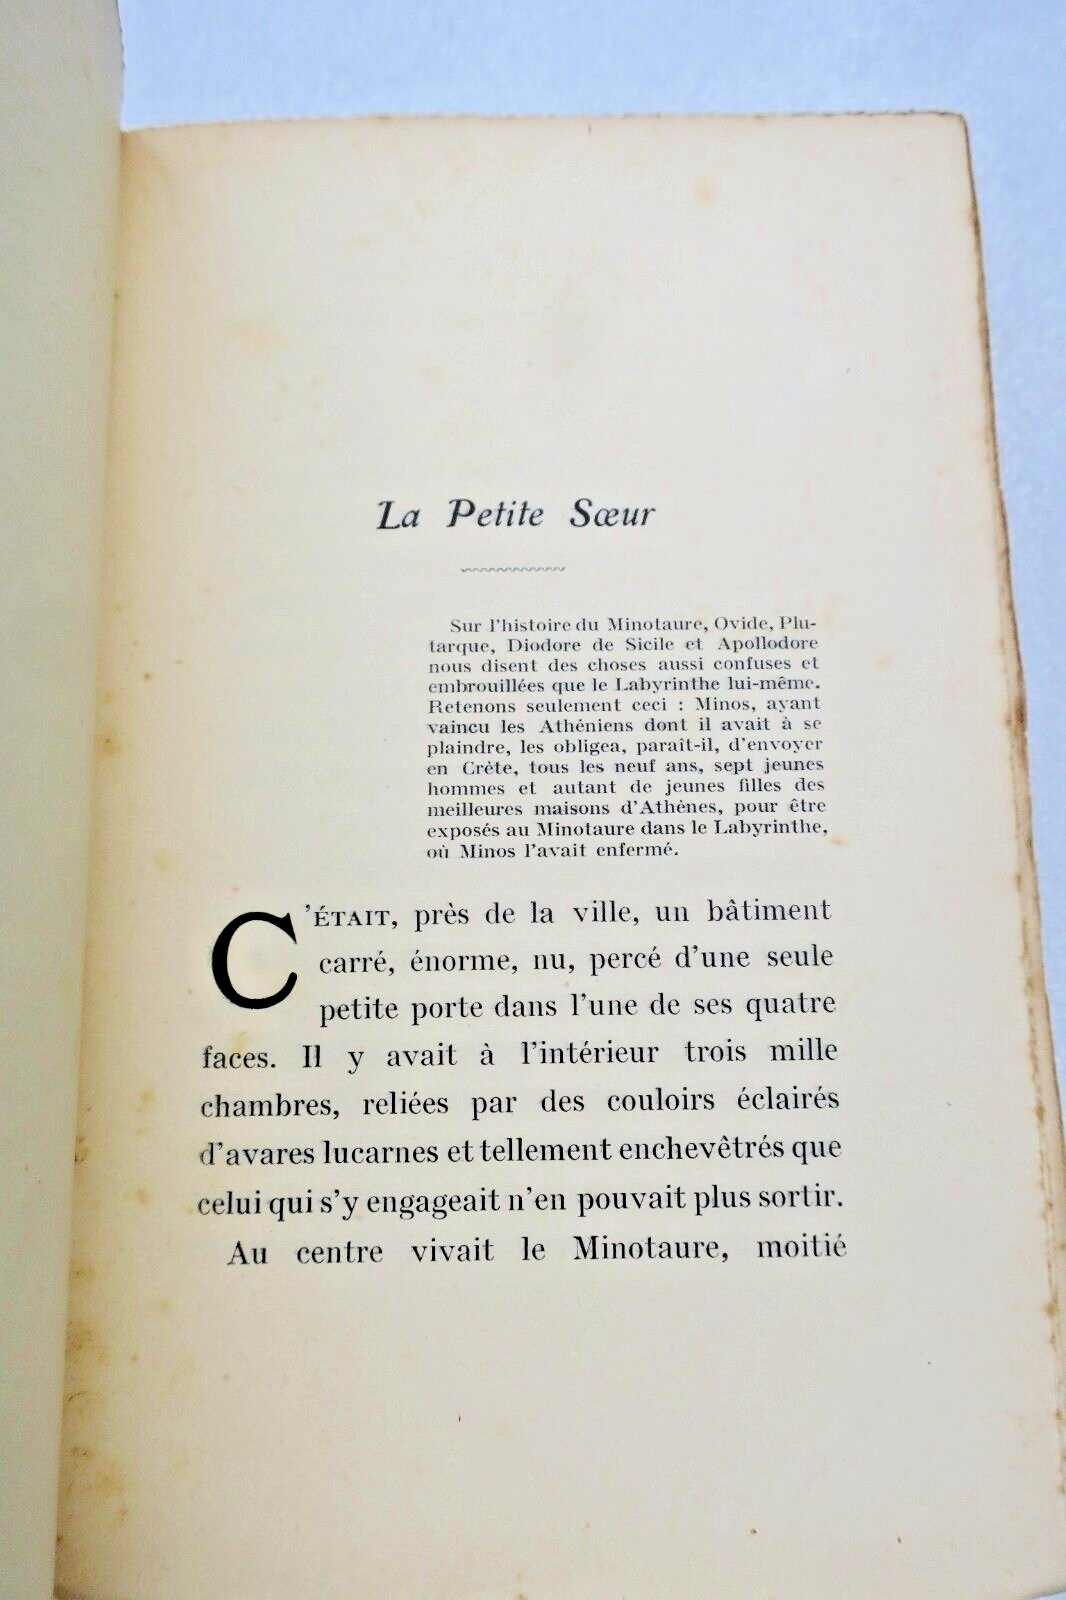 La Petite Sœur
Sur l'histoire du Minotaure, Ovide, Plu-
tarque, Diodore de Sicile et Apollodore
nous disent des choses aussi confuses et
embrouillées que le Labyrinthe lui-même.
Retenons seulement ceci : Minos, ayant
vaincu les Athéniens dont il avait à se
plaindre, les obligea, paraît-il, d'envoyer
en Crète, tous les neuf ans, sept jeunes
hommes et autant de jeunes filles des
meilleures maisons d'Athènes, pour être
exposés au Minotaure dans le Labyrinthe,
où Minos l'avait enfermé.
C'ÉTAIT, près de la ville, un bâtiment
carré, énorme, nu, percé d'une seule
petite porte dans l'une de ses quatre
faces. Il y avait à l'intérieur trois mille
chambres, reliées par des couloirs éclairés
d'avares lucarnes et tellement enchevêtrés que
celui qui s'y engageait n'en pouvait plus sortir.
Au centre vivait le Minotaure, moitié